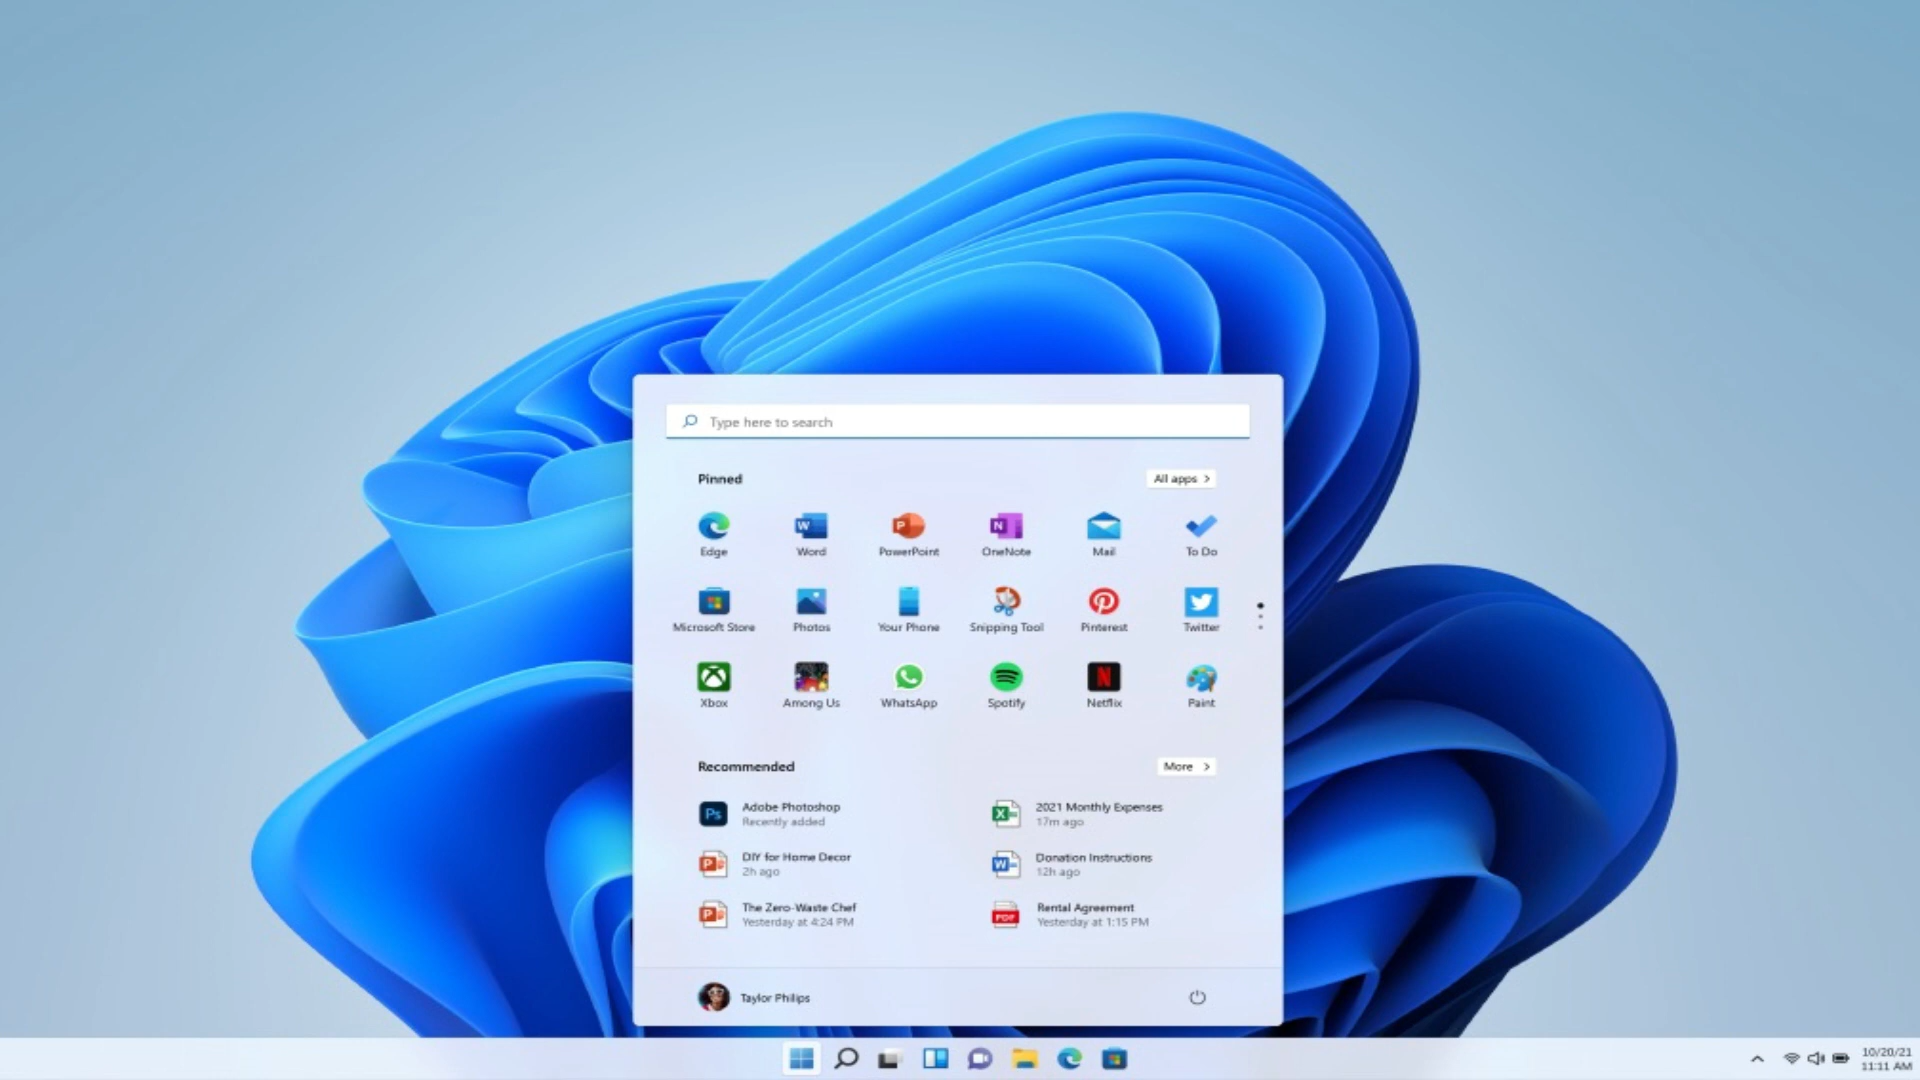 Type here to search
Pinned
All apps >
Edge
Word
PowerPoint
OneNote
Mail
To Do
Microsoft Store
Photos
Your Phone
Snipping Tool
Pinterest
Twitter
Xbox
Among Us
WhatsApp
Spotify
Netflix
Paint
Recommended
More >
Ps
Adobe Photoshop
Recently added
2021 Monthly Expenses
17m ago
DIY for Home Decor
2h ago
Donation Instructions
12h ago
The Zero-Waste Chef
Yesterday at 4:24 PM
PDF
Rental Agreement
Yesterday at 1:15 PM
Taylor Philips
10/20/21
11:11 AM